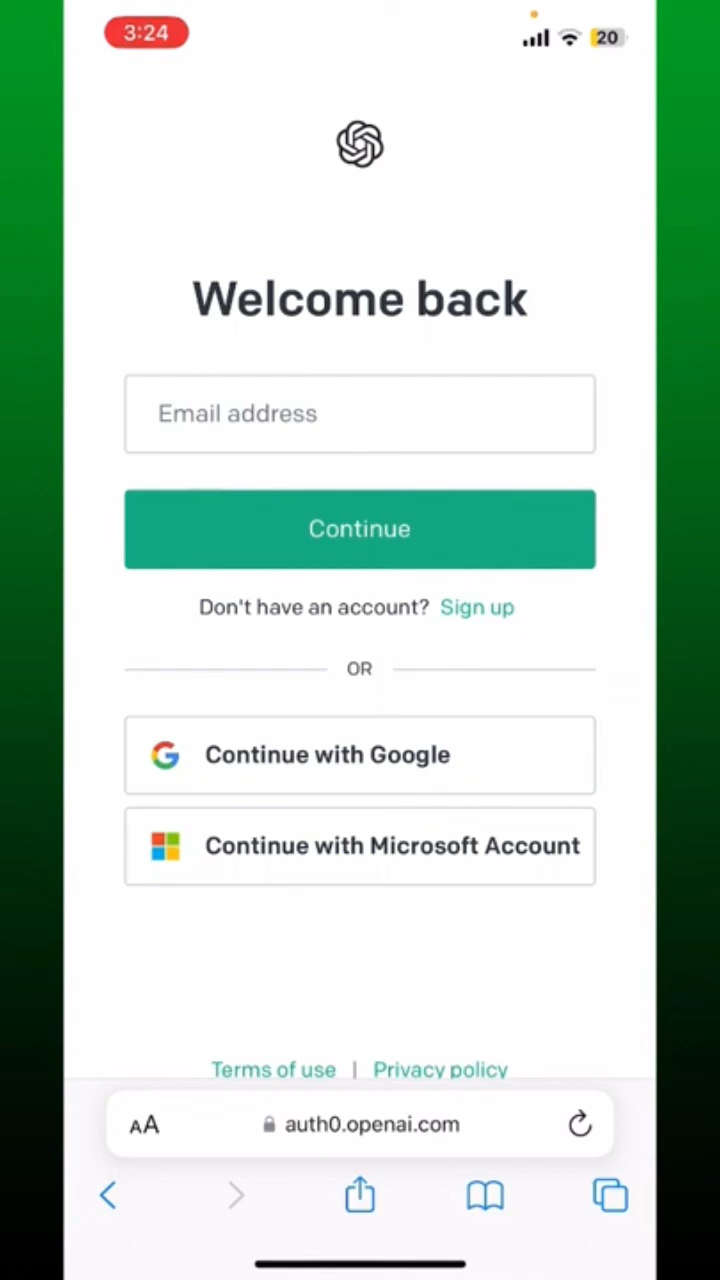 3:24
20
Welcome back
Email address
Continue
Don't have an account? Sign up
OR
Continue with Google
Continue with Microsoft Account
Terms of use | Privacy policy
AA auth0.openai.com